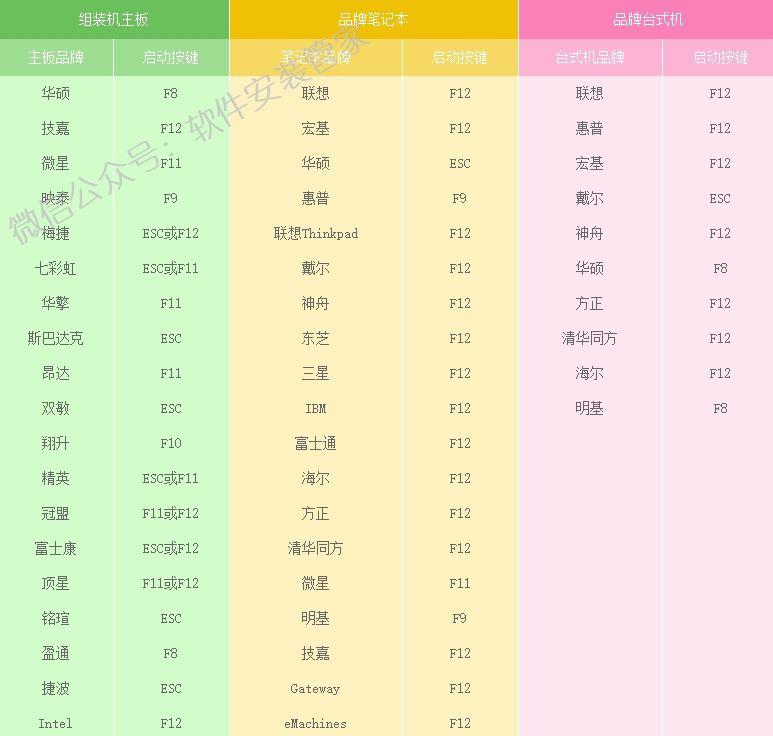 组装机主板 品牌笔记本 品牌台式机
主板品牌 启动按键 笔记本品牌 启动按键 台式机品牌 启动按键
华硕 F8 联想 F12 联想 F12
技嘉 F12 宏基 F12 惠普 F12
微星 F11 华硕 ESC 宏基 F12
映泰 F9 惠普 F9 戴尔 ESC
梅捷 ESC或F12 联想Thinkpad F12 神舟 F12
七彩虹 ESC或F11 戴尔 F12 华硕 F8
华擎 F11 神舟 F12 方正 F12
斯巴达克 ESC 东芝 F12 清华同方 F12
昂达 F11 三星 F12 海尔 F12
双敏 ESC IBM F12 明基 F8
翔升 F10 富士通 F12
精英 ESC或F11 海尔 F12
冠盟 F11或F12 方正 F12
富士康 ESC或F12 清华同方 F12
顶星 F11或F12 微星 F11
铭瑄 ESC 明基 F9
盈通 F8 技嘉 F12
捷波 ESC Gateway F12
Intel F12 eMachines F12
微信公众号：软件安装管家